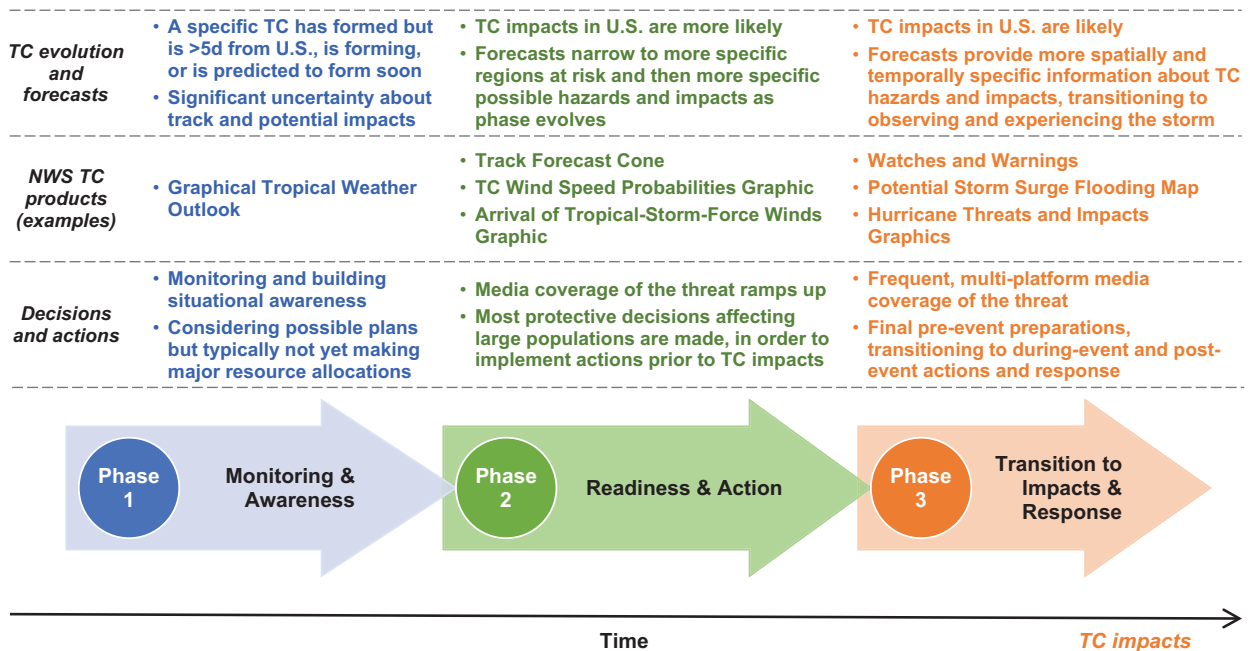 TC evolution
and
forecasts
• A specific TC has formed but
is >5d from U.S., is forming,
or is predicted to form soon
• Significant uncertainty about
track and potential impacts
• TC impacts in U.S. are more likely
• Forecasts narrow to more specific
regions at risk and then more specific
possible hazards and impacts as
phase evolves
• TC impacts in U.S. are likely
• Forecasts provide more spatially and
temporally specific information about TC
hazards and impacts, transitioning to
observing and experiencing the storm
NWS TC
products
(examples)
• Graphical Tropical Weather
Outlook
• Track Forecast Cone
• TC Wind Speed Probabilities Graphic
• Arrival of Tropical-Storm-Force Winds
Graphic
• Watches and Warnings
• Potential Storm Surge Flooding Map
• Hurricane Threats and Impacts
Graphics
Decisions
and actions
• Monitoring and building
situational awareness
• Considering possible plans
but typically not yet making
major resource allocations
• Media coverage of the threat ramps up
• Most protective decisions affecting
large populations are made, in order to
implement actions prior to TC impacts
• Frequent, multi-platform media
coverage of the threat
• Final pre-event preparations,
transitioning to during-event and post-
event actions and response
Phase
1
Monitoring &
Awareness
Phase
2
Readiness & Action
Phase
3
Transition to
Impacts &
Response
Time
TC impacts